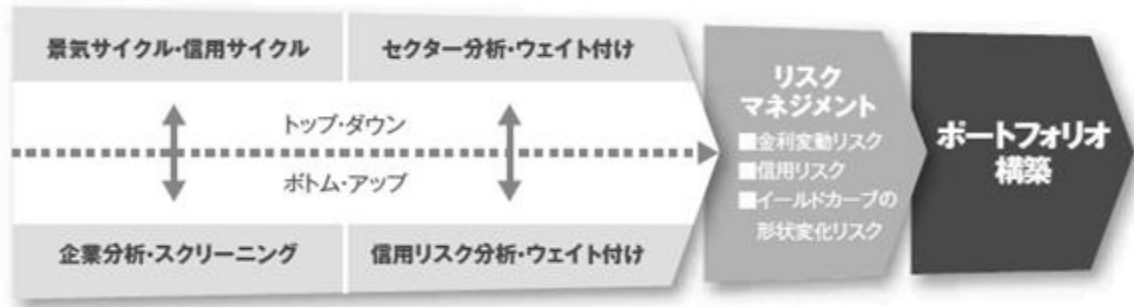 景気サイクル・信用サイクル
セクター分析・ウェイト付け
トップ・ダウン
ボトム・アップ
企業分析・スクリーニング
信用リスク分析・ウェイト付け
リスク
マネジメント
■金利変動リスク
■信用リスク
■イールドカーブの
形状変化リスク
ポートフォリオ
構築